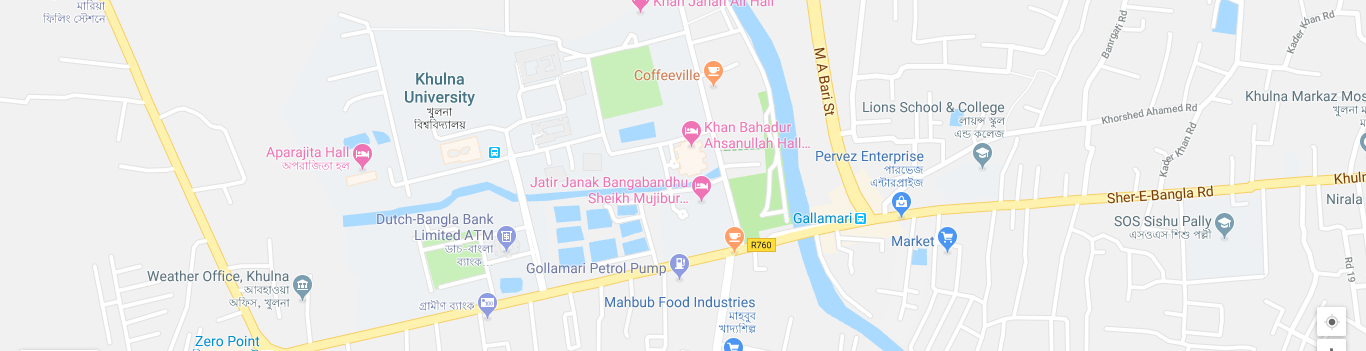 মারিয়া
ফিলিং স্টেশনে
Khan Jahan Ali Hall
Khulna
University
খুলনা
বিশ্ববিদ্যালয়
Coffeeville
M A Bari St
Banrgati Rd
Kader Khan Rd
Lions School & College
লায়ন্স স্কুল
এন্ড কলেজ
Khorshed Ahamed Rd
Khulna Markaz Mos
খুলনা ম
Khan Bahadur
Ahsanullah Hall...
Aparajita Hall
অপরাজিতা হল
Pervez Enterprise
পারভেজ
এন্টারপ্রাইজ
Kader Khan Rd
Jatir Janak Bangabandhu
Sheikh Mujibur...
Sher-E-Bangla Rd
Khuln
Nirala
Dutch-Bangla Bank
Limited ATM
ডাচ-বাংলা
ব্যাংক...
Gallamari
Market
SOS Sishu Pally
এসওএস শিশু পল্লী
R760
Gollamari Petrol Pump
Weather Office, Khulna
আবহাওয়া
অফিস, খুলনা
গ্রামীণ ব্যাংক
Mahbub Food Industries
মাহবুব
খাদ্যশিল্প
Rd 19
Zero Point